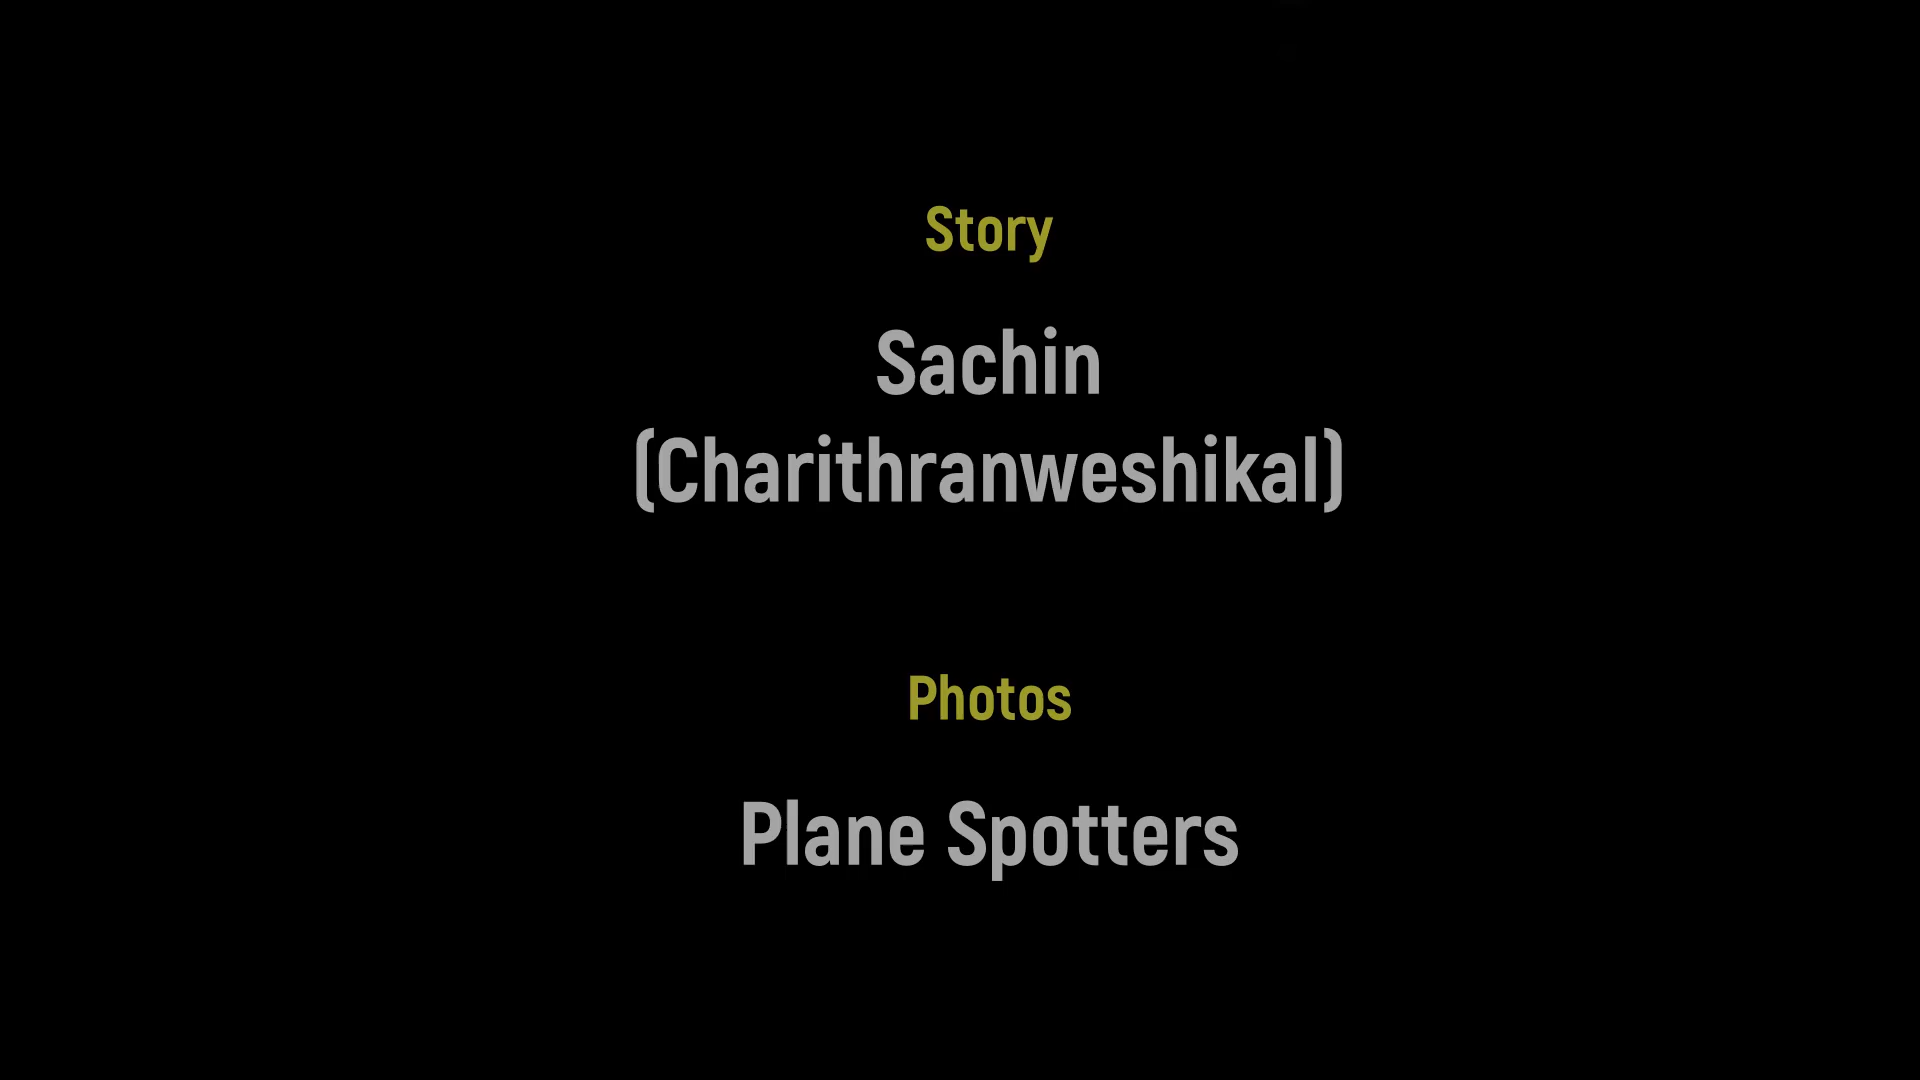 Story
Sachin
(Charithranweshikal)
Photos
Plane Spotters